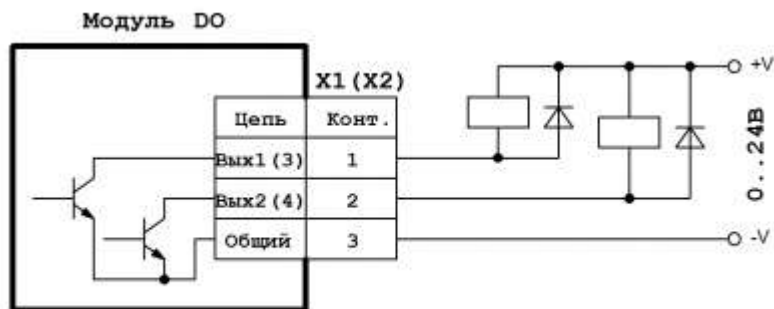 Модуль DO
X1(X2)
Цепь Конт.
Вых1(3) 1
Вых2(4) 2
Общий 3
+V
0..24В
-V